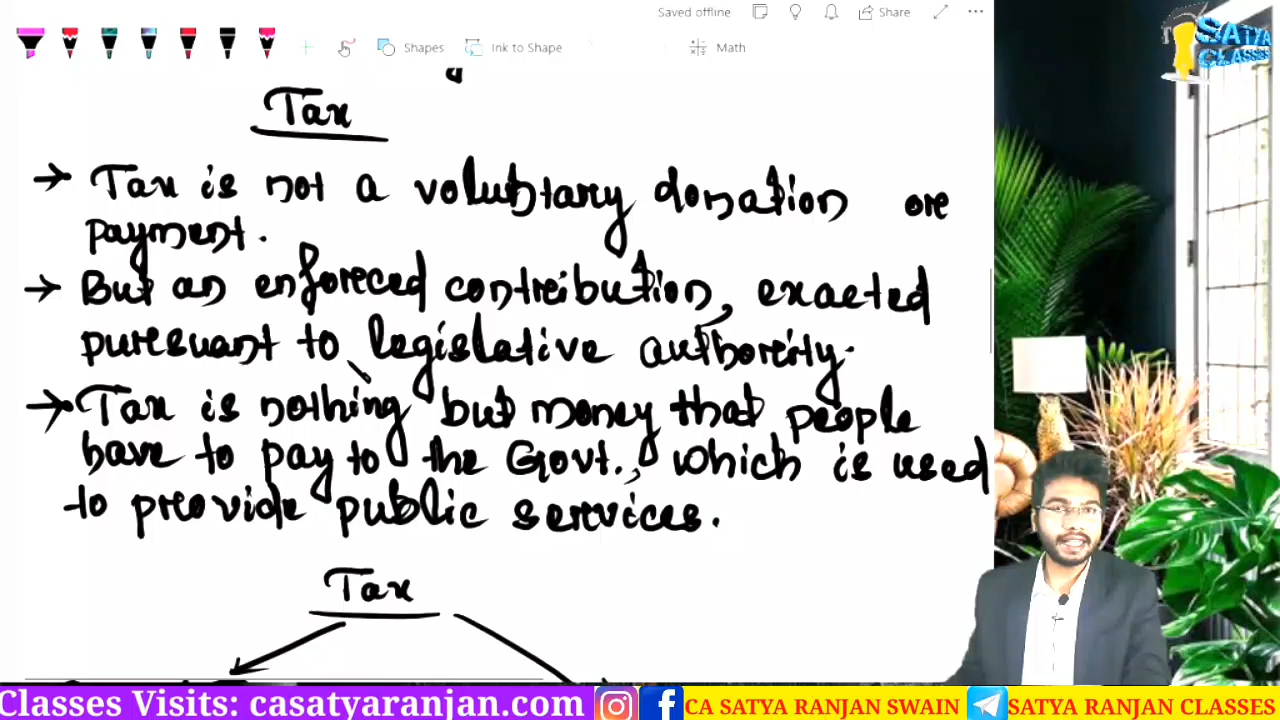 Saved offline
Share
Shapes
Ink to Shape
Math
SATYA
CLASSES
Tax
→ Tax is not a voluntary donation or
payment.
→ But an enforced contribution, exacted
pursuant to legislative authority.
→ Tax is nothing but money that people
have to pay to the Govt., which is used
to provide public services.
Tax
Classes Visits: casatyaranjan.com
CA SATYA RANJAN SWAIN
SATYA RANJAN CLASSES